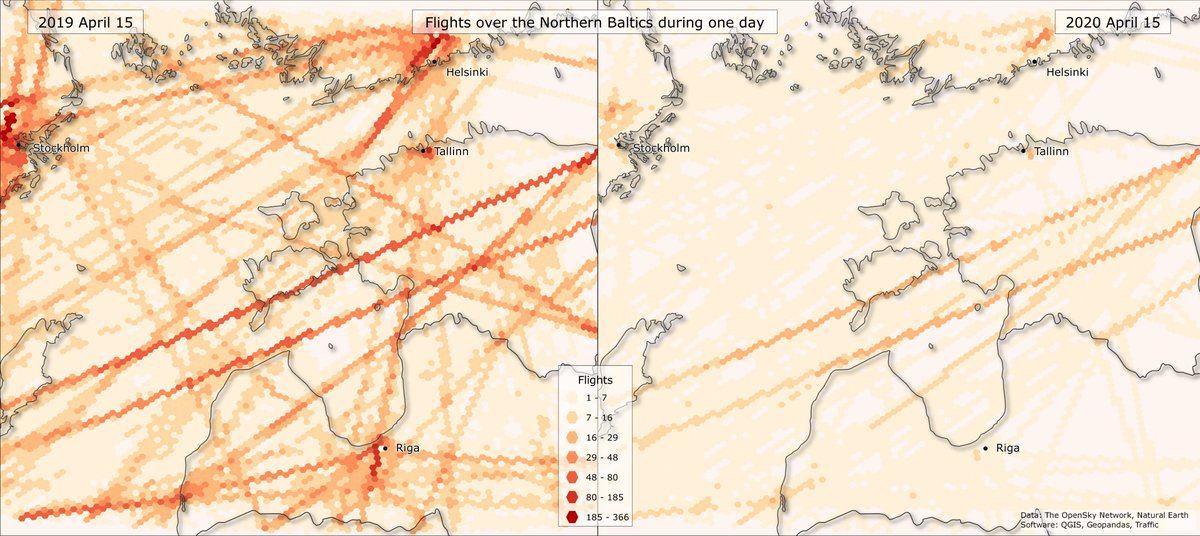 2019 April 15
Flights over the Northern Baltics during one day
2020 April 15
Helsinki
Helsinki
Stockholm
Tallinn
Stockholm
Tallinn
Flights
1 - 7
7 - 16
16 - 29
29 - 48
48 - 80
80 - 185
185 - 366
Riga
Riga
Data: The OpenSky Network, Natural Earth
Software: QGIS, Geopandas, Traffic